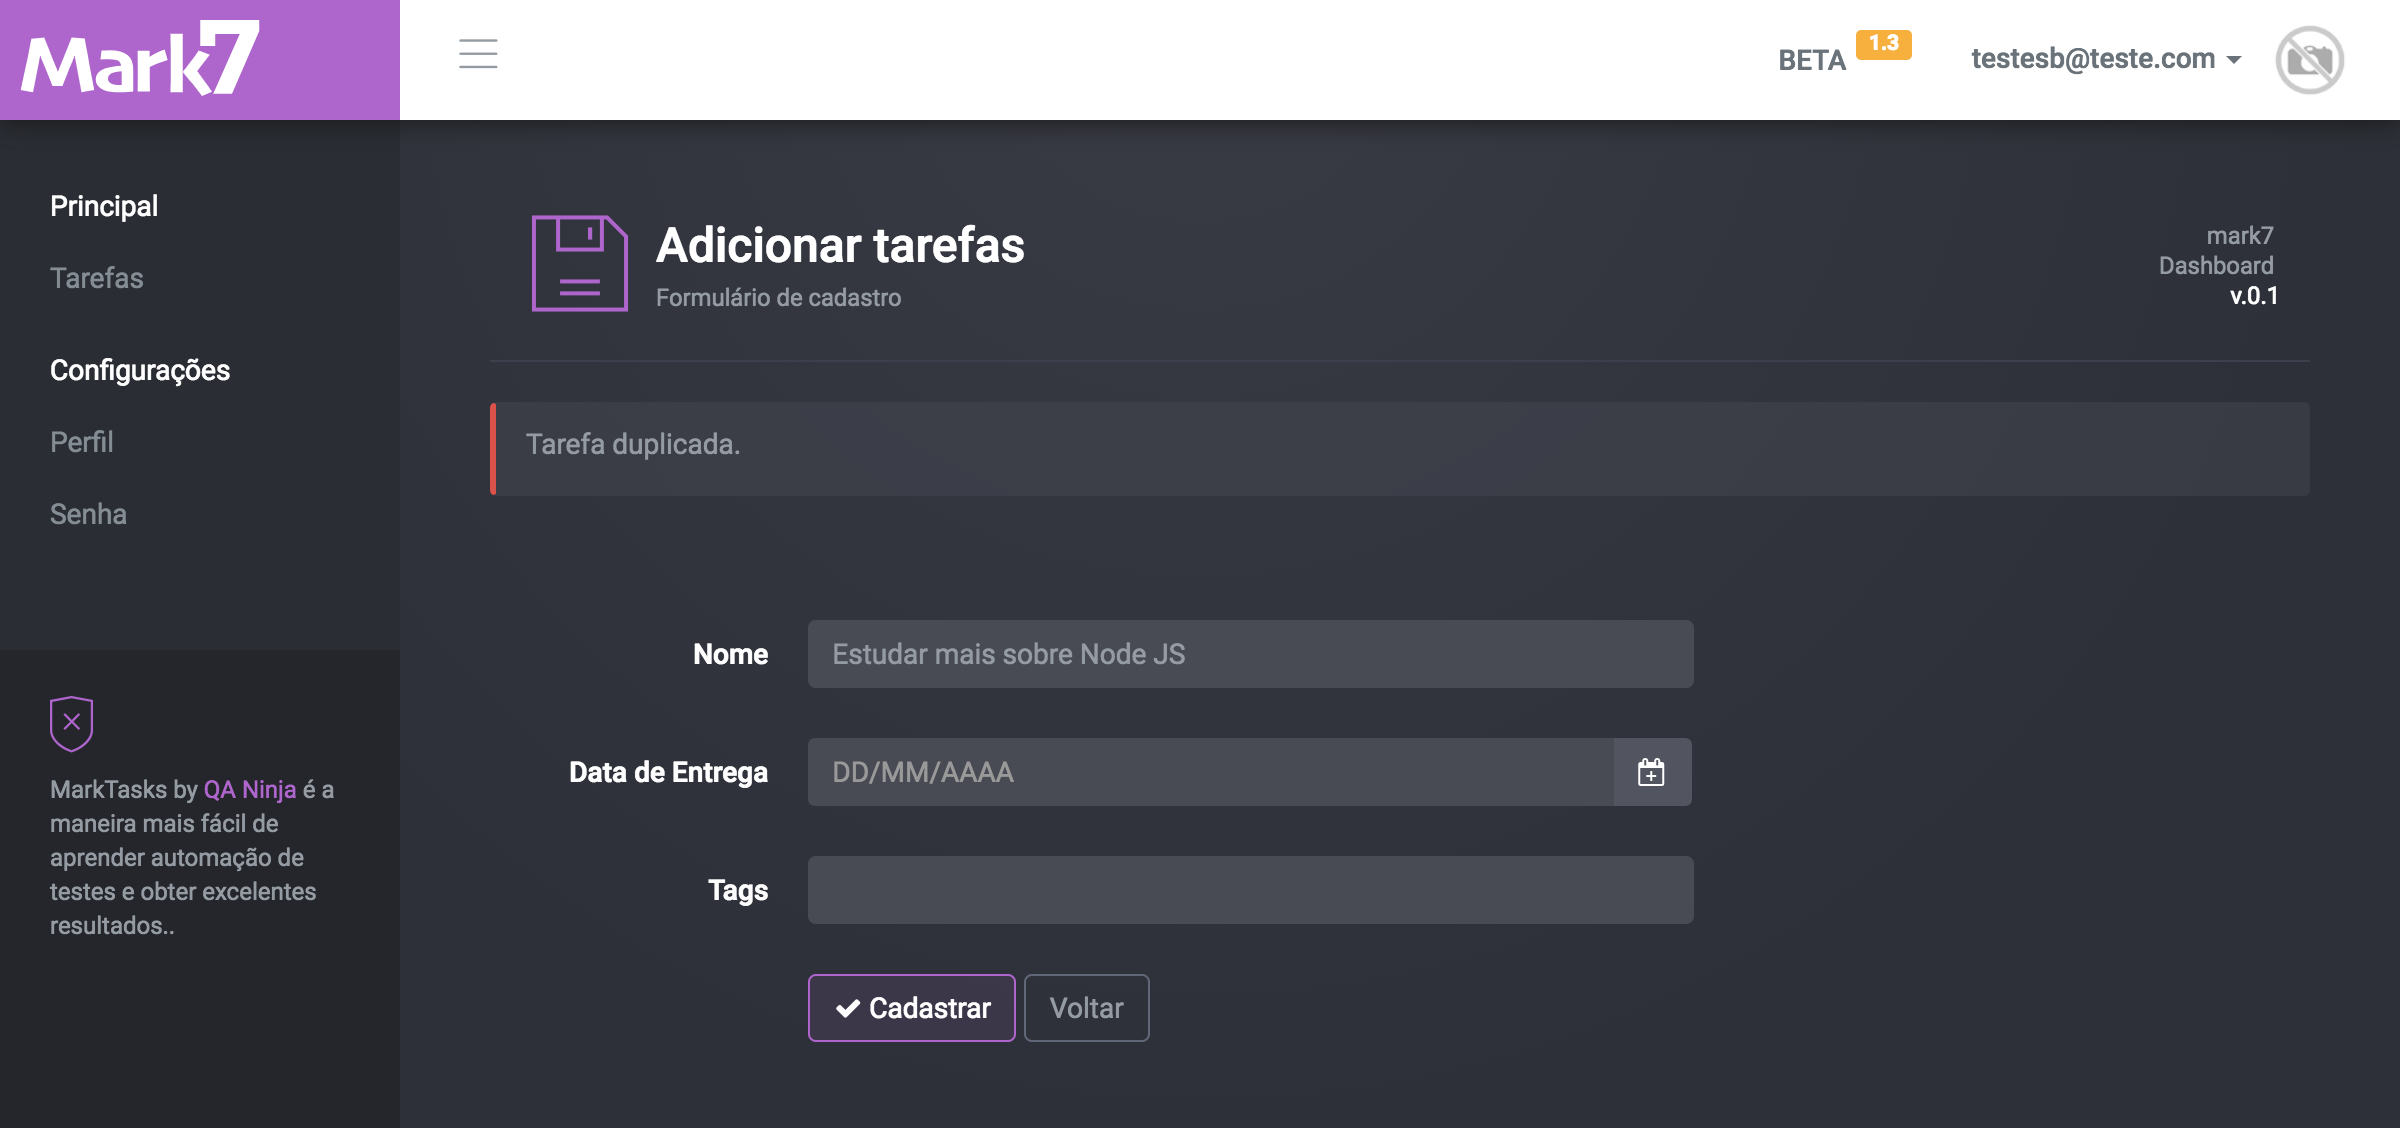 Mark7
BETA 1.3
testesb@teste.com
Principal
Tarefas
Configurações
Perfil
Senha
MarkTasks by QA Ninja é a
maneira mais fácil de
aprender automação de
testes e obter excelentes
resultados..
Adicionar tarefas
Formulário de cadastro
mark7
Dashboard
v.0.1
Tarefa duplicada.
Nome
Estudar mais sobre Node JS
Data de Entrega
DD/MM/AAAA
Tags
Cadastrar
Voltar